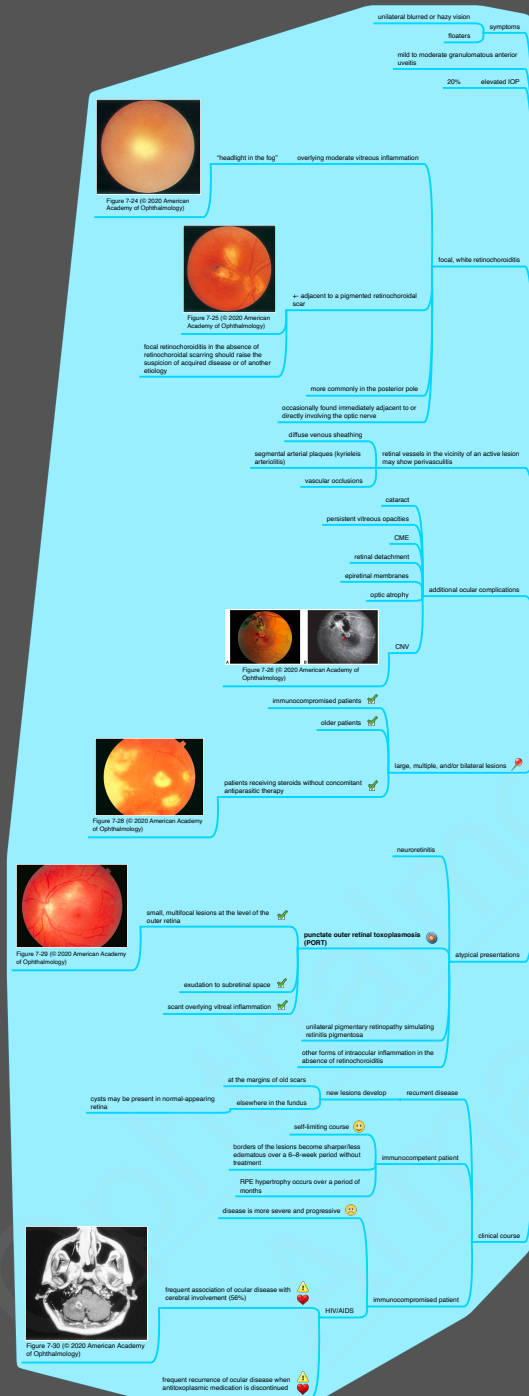 unilateral blurred or hazy vision
symptoms
floaters
mild to moderate granulomatous anterior
uveitis
20%
elevated IOP
"headlight in the fog"
overlying moderate vitreous inflammation
Figure 7-24 (© 2020 American
Academy of Ophthalmology)
focal, white retinochoroiditis
← adjacent to a pigmented retinochoroidal
scar
Figure 7-25 (© 2020 American
Academy of Ophthalmology)
focal retinochoroiditis in the absence of
retinochoroidal scarring should raise the
suspicion of acquired disease or of another
etiology
more commonly in the posterior pole
occasionally found immediately adjacent to or
directly involving the optic nerve
diffuse venous sheathing
segmental arterial plaques (kyrieleis
arteriolitis)
retinal vessels in the vicinity of an active lesion
may show perivasculitis
vascular occlusions
cataract
persistent vitreous opacities
CME
retinal detachment
epiretinal membranes
optic atrophy
additional ocular complications
CNV
A
B
Figure 7-26 (© 2020 American Academy of
Ophthalmology)
immunocompromised patients
older patients
large, multiple, and/or bilateral lesions
patients receiving steroids without concomitant
antiparasitic therapy
Figure 7-28 (© 2020 American Academy
of Ophthalmology)
neuroretinitis
small, multifocal lesions at the level of the
outer retina
punctate outer retinal toxoplasmosis
(PORT)
Figure 7-29 (© 2020 American Academy
of Ophthalmology)
atypical presentations
exudation to subretinal space
scant overlying vitreal inflammation
unilateral pigmentary retinopathy simulating
retinitis pigmentosa
other forms of intraocular inflammation in the
absence of retinochoroiditis
at the margins of old scars
new lesions develop
recurrent disease
cysts may be present in normal-appearing
retina
elsewhere in the fundus
self-limiting course
borders of the lesions become sharper/less
edematous over a 6–8-week period without
treatment
immunocompetent patient
RPE hypertrophy occurs over a period of
months
disease is more severe and progressive
clinical course
frequent association of ocular disease with
cerebral involvement (56%)
HIV/AIDS
immunocompromised patient
Figure 7-30 (© 2020 American Academy
of Ophthalmology)
frequent recurrence of ocular disease when
antitoxoplasmic medication is discontinued